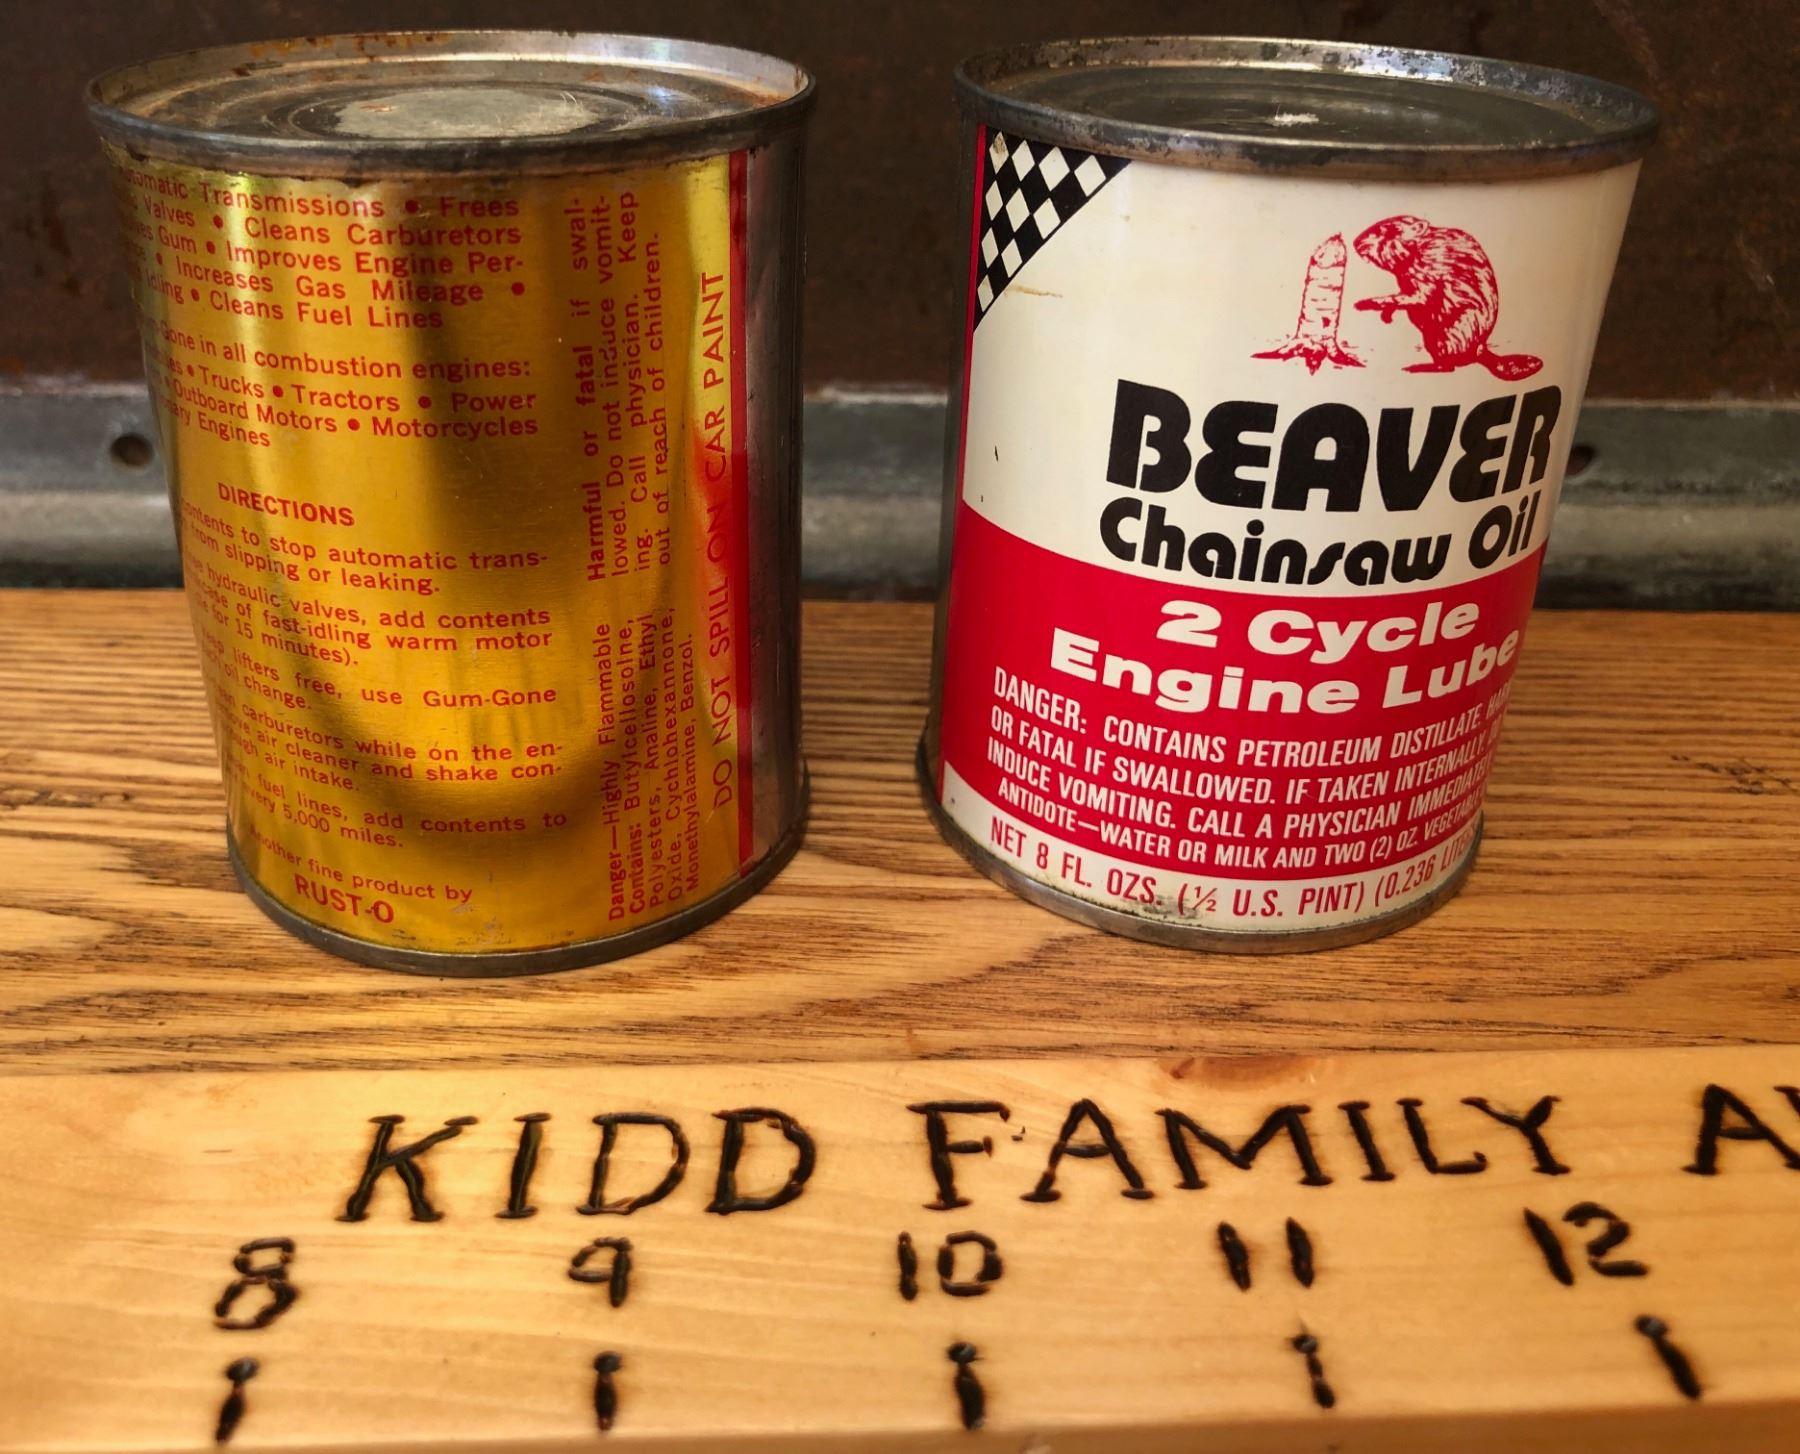 Transmissions • Frees
Valves • Cleans Carburetors
Gum • Improves Engine Per-
• Increases Gas Mileage •
• Cleans Fuel Lines
Gone in all combustion engines:
• Trucks • Tractors • Power
Outboard Motors • Motorcycles
Engines
DIRECTIONS
contents to stop automatic trans-
from slipping or leaking.
hydraulic valves, add contents
of fast-idling warm motor
for 15 minutes).
lifters free, use Gum-Gone
oil change.
carburetors while on the en-
air cleaner and shake con-
air intake.
fuel lines, add contents to
every 5,000 miles.
Another fine product by
RUST-O
Harmful or fatal if swal-
lowed. Do not induce vomit-
ing. Call physician. Keep
out of reach of children.
Danger—Highly Flammable
Contains: Butylcellosolne,
Polyesters, Analine, Ethyl
Oxide, Cychlohexannone,
Monethylalamine, Benzol.
DO NOT SPILL ON CAR PAINT
BEAVER
Chainsaw Oil
2 Cycle
Engine Lube
DANGER: CONTAINS PETROLEUM DISTILLATE
OR FATAL IF SWALLOWED. IF TAKEN INTERNALLY,
INDUCE VOMITING. CALL A PHYSICIAN IMMEDIATELY
ANTIDOTE—WATER OR MILK AND TWO (2) OZ. VEGETABLE
NET 8 FL. OZS. (½ U.S. PINT) (0.236
KIDD FAMILY
8 9 10 11 12